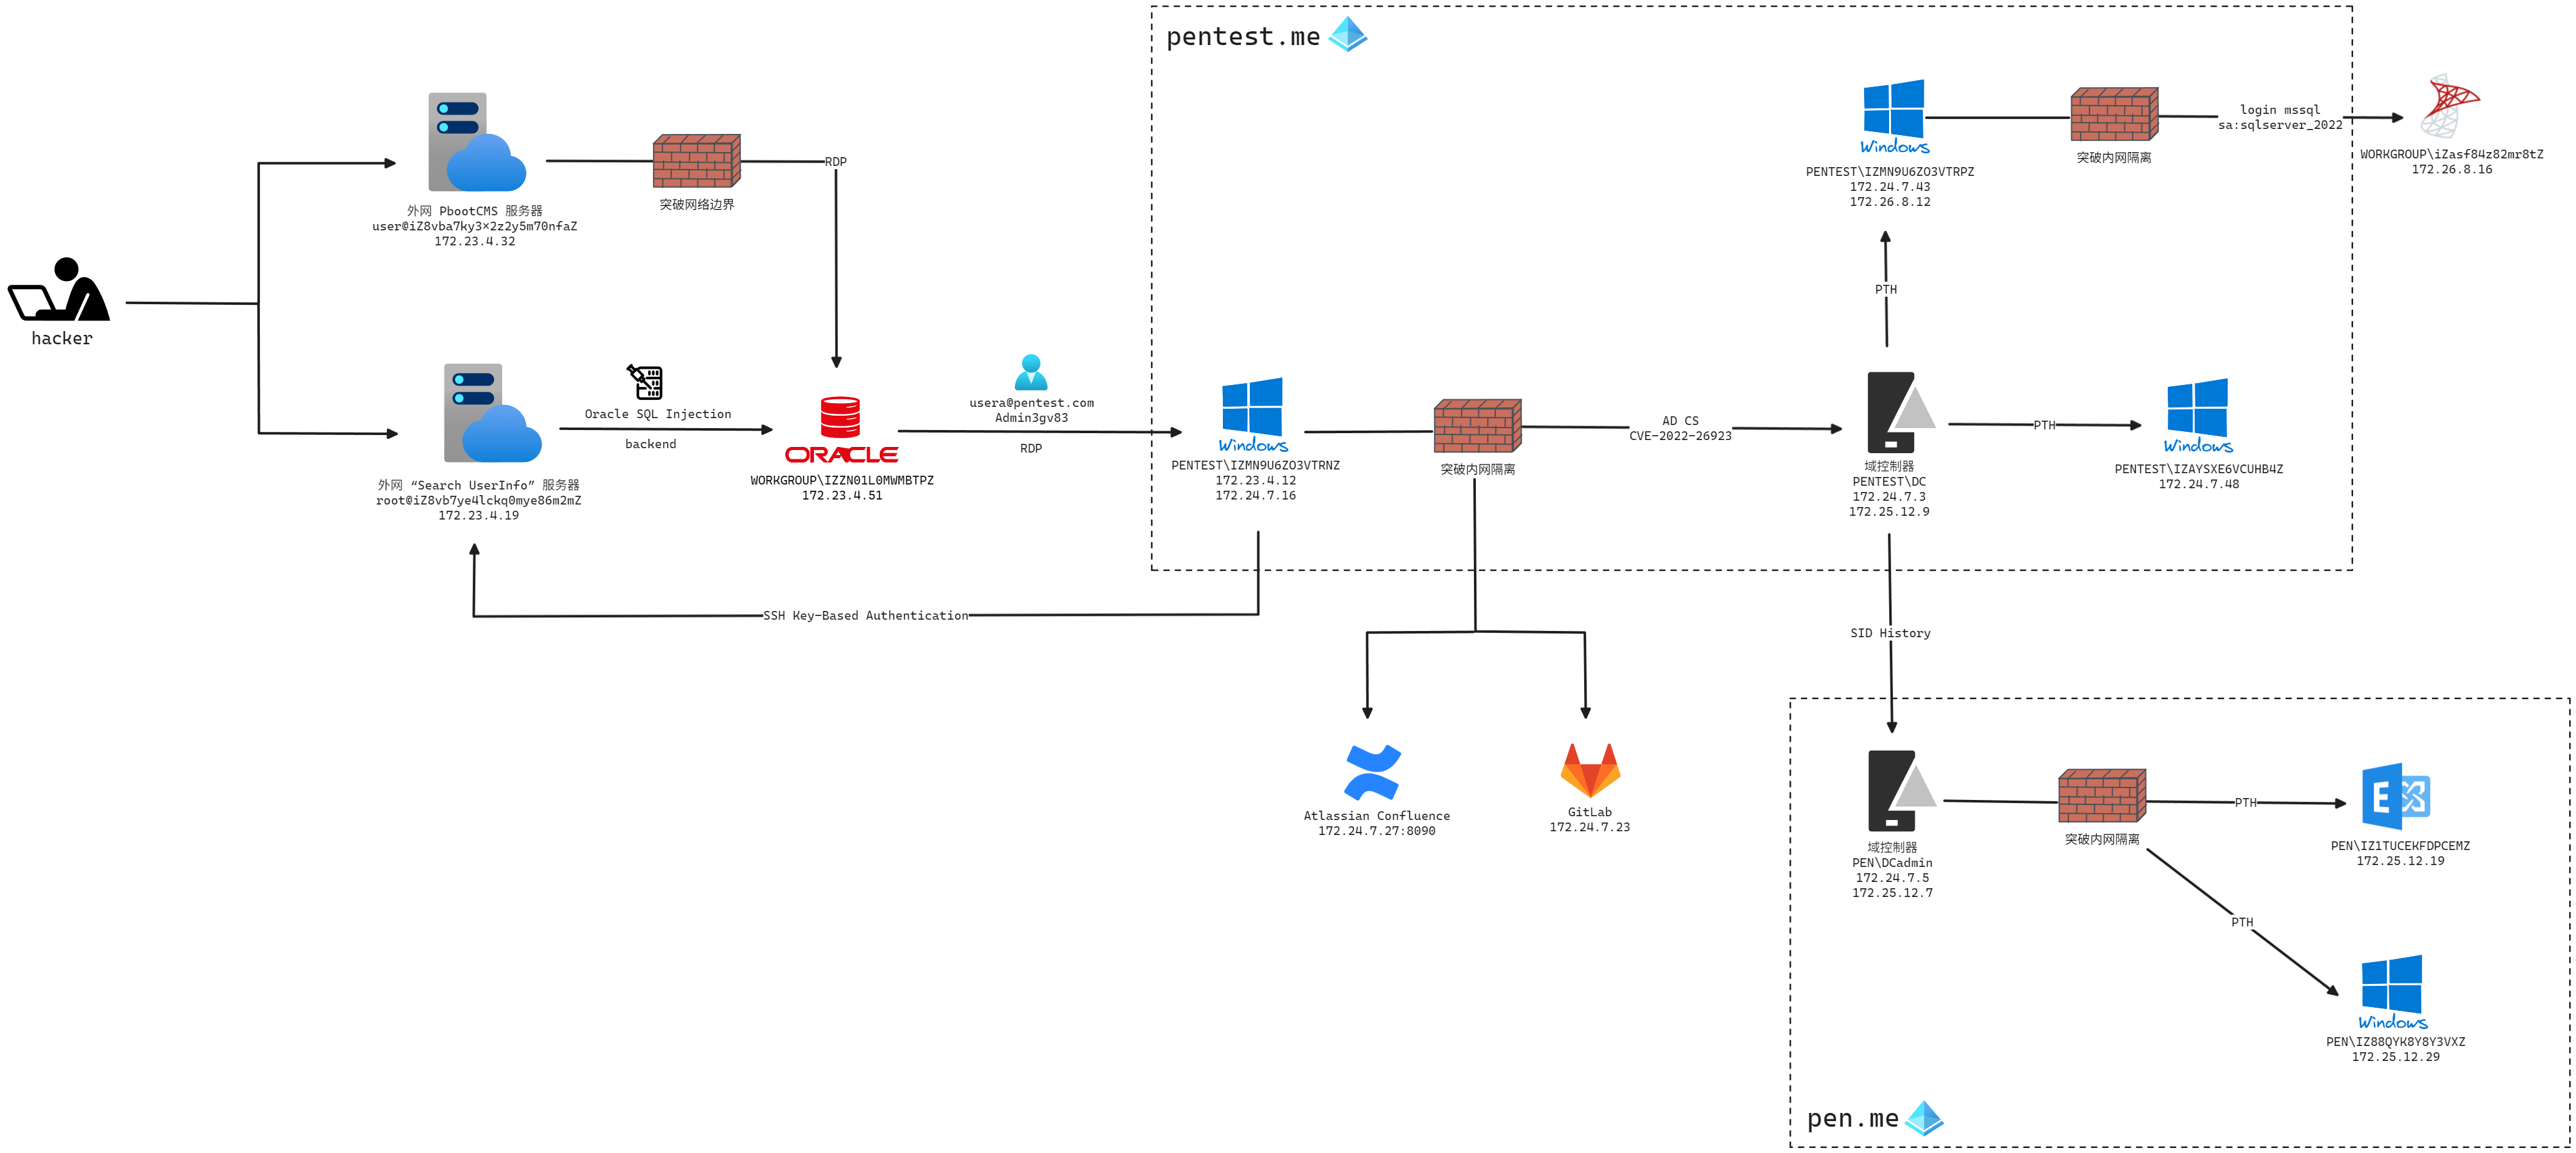 pentest.me
外网 PbootCMS 服务器
user@iZ8vba7ky3×2z2y5m70nfaZ
172.23.4.32
突破网络边界
RDP
hacker
外网 “Search UserInfo” 服务器
root@iZ8vb7ye4lckq0mye86m2mZ
172.23.4.19
Oracle SQL Injection
backend
ORACLE
WORKGROUP\IZZN01L0MWMBTPZ
172.23.4.51
usera@pentest.com
Admin3gv83
RDP
Windows
PENTEST\IZMN9U6ZO3VTRNZ
172.23.4.12
172.24.7.16
突破内网隔离
AD CS
CVE-2022-26923
域控制器
PENTEST\DC
172.24.7.3
172.25.12.9
PTH
Windows
PENTEST\IZMN9U6ZO3VTRPZ
172.24.7.43
172.26.8.12
突破内网隔离
login mssql
sa:sqlserver_2022
WORKGROUP\iZasf84z82mr8tZ
172.26.8.16
PTH
Windows
PENTEST\IZAYSXE6VCUHB4Z
172.24.7.48
SSH Key-Based Authentication
SID History
Atlassian Confluence
172.24.7.27:8090
GitLab
172.24.7.23
域控制器
PEN\DCadmin
172.24.7.5
172.25.12.7
突破内网隔离
PTH
E
PEN\IZ1TUCEKFDPCEMZ
172.25.12.19
PTH
Windows
PEN\IZ88QYK8Y8Y3VXZ
172.25.12.29
pen.me